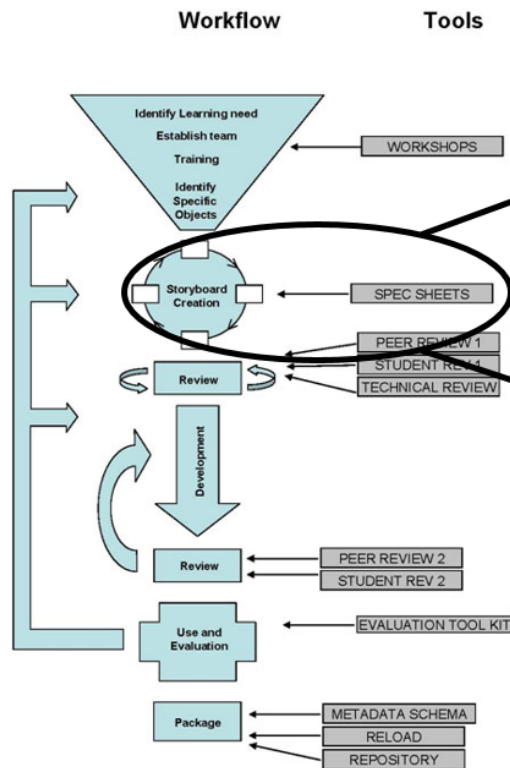 Workflow
Tools
Identify Learning need
Establish team
Training
Identify
Specific
Objects
WORKSHOPS
Storyboard
Creation
SPEC SHEETS
PEER REVIEW 1
STUDENT REV 1
TECHNICAL REVIEW
Review
Development
Review
PEER REVIEW 2
STUDENT REV 2
Use and
Evaluation
EVALUATION TOOL KIT
Package
METADATA SCHEMA
RELOAD
REPOSITORY